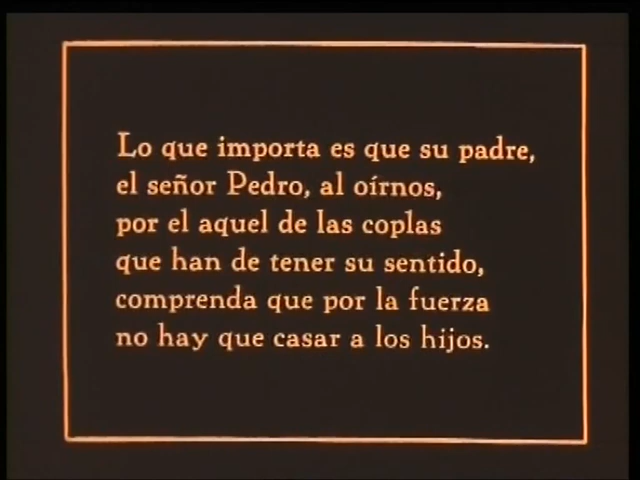 Lo que importa es que su padre,
el señor Pedro, al oírnos,
por el aquel de las coplas
que han de tener su sentido,
comprenda que por la fuerza
no hay que casar a los hijos.